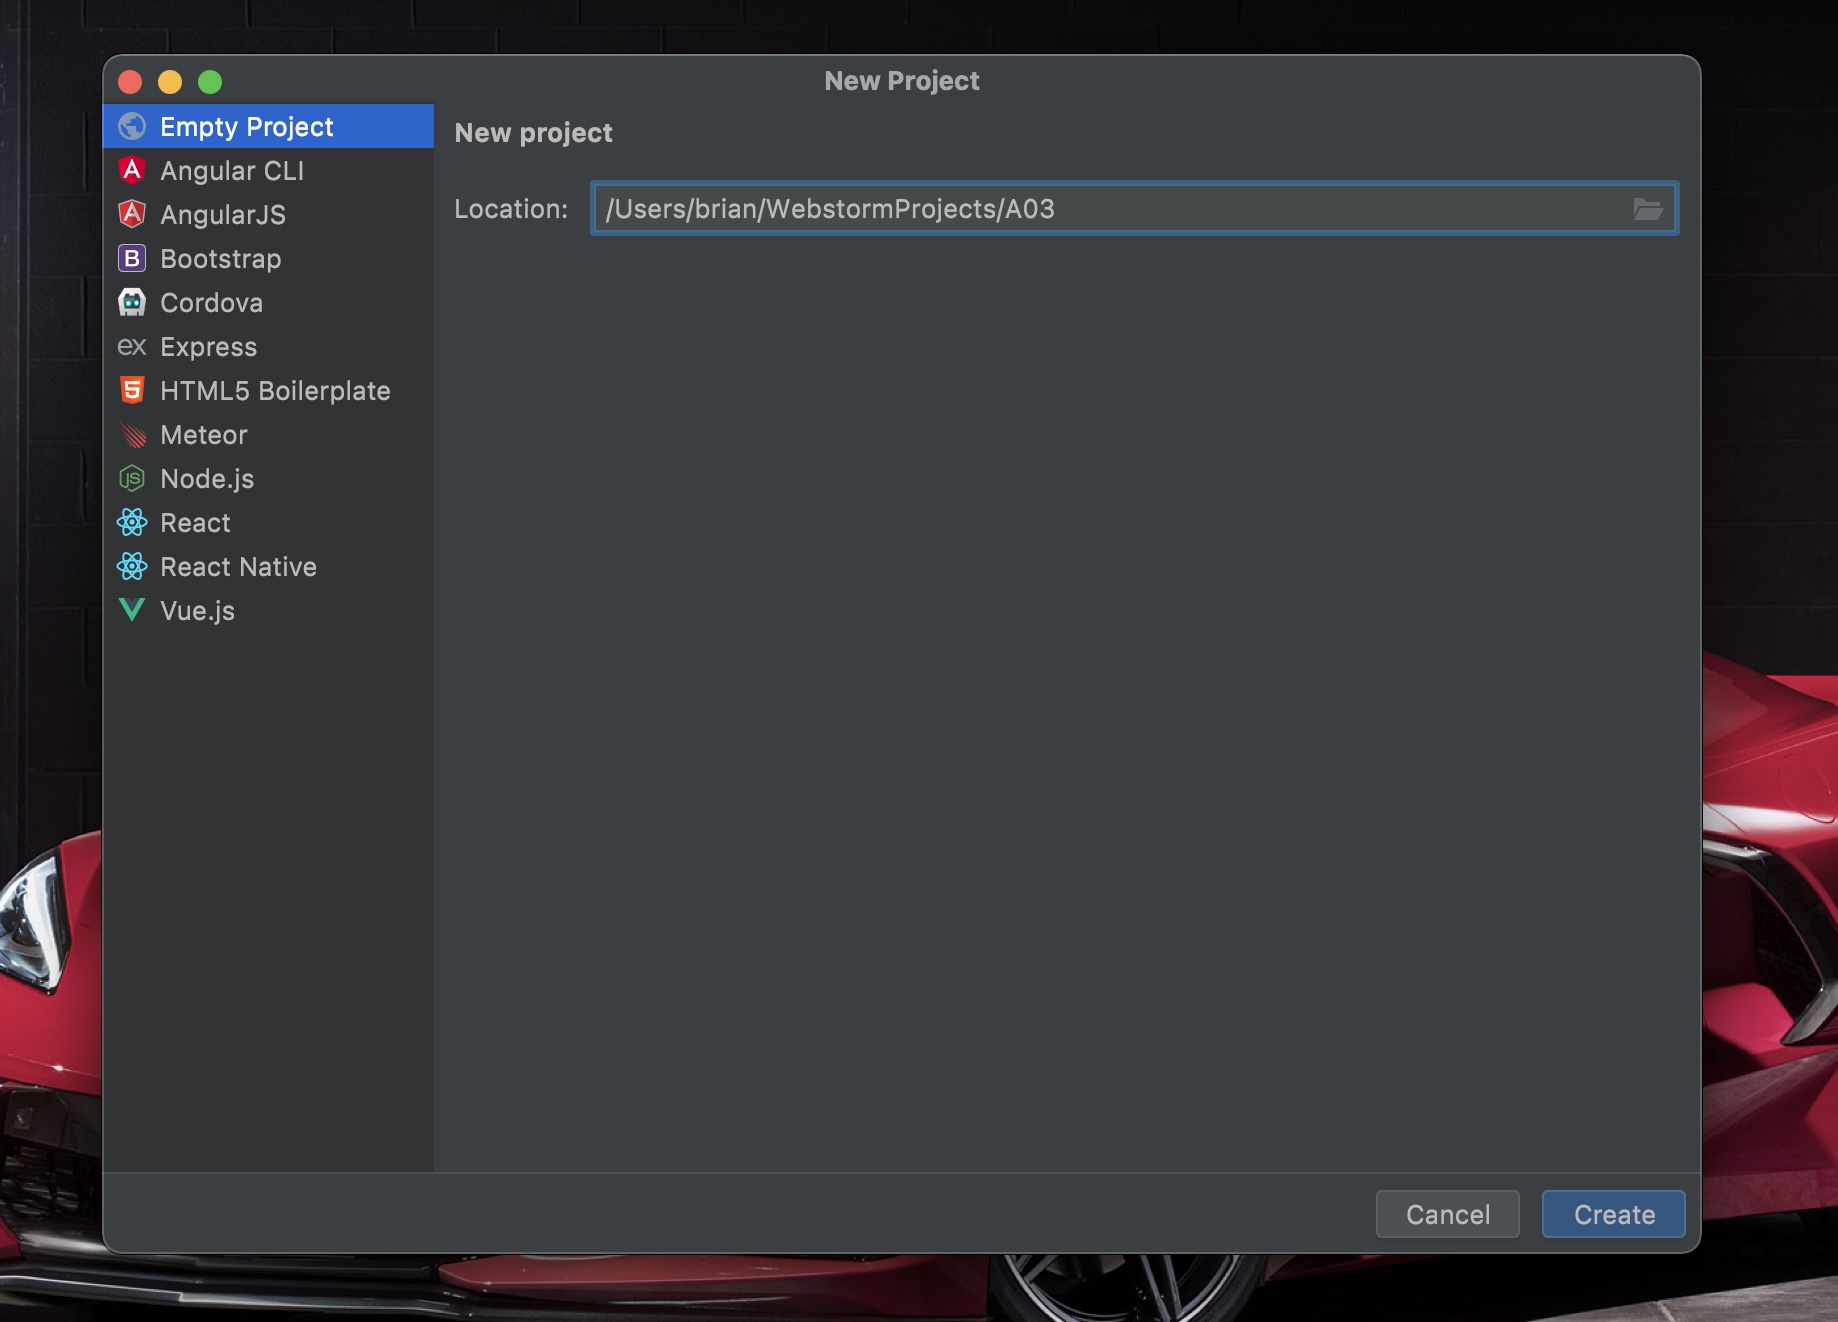 New Project
Empty Project
Angular CLI
AngularJS
Bootstrap
Cordova
Express
HTML5 Boilerplate
Meteor
Node.js
React
React Native
Vue.js
New project
Location: /Users/brian/WebstormProjects/A03
Cancel Create